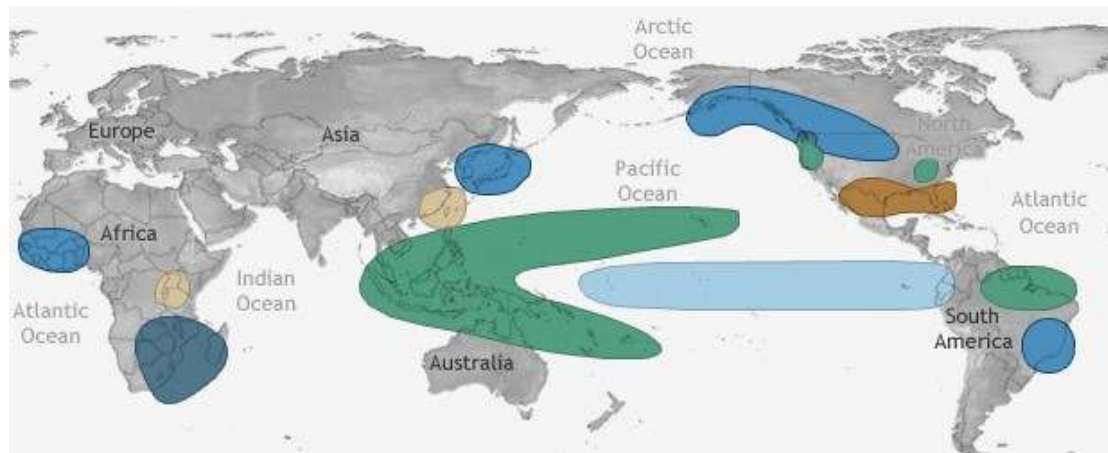 Arctic
Ocean
Europe
Asia
North
America
Pacific
Ocean
Atlantic
Ocean
Africa
Indian
Ocean
Atlantic
Ocean
South
America
Australia